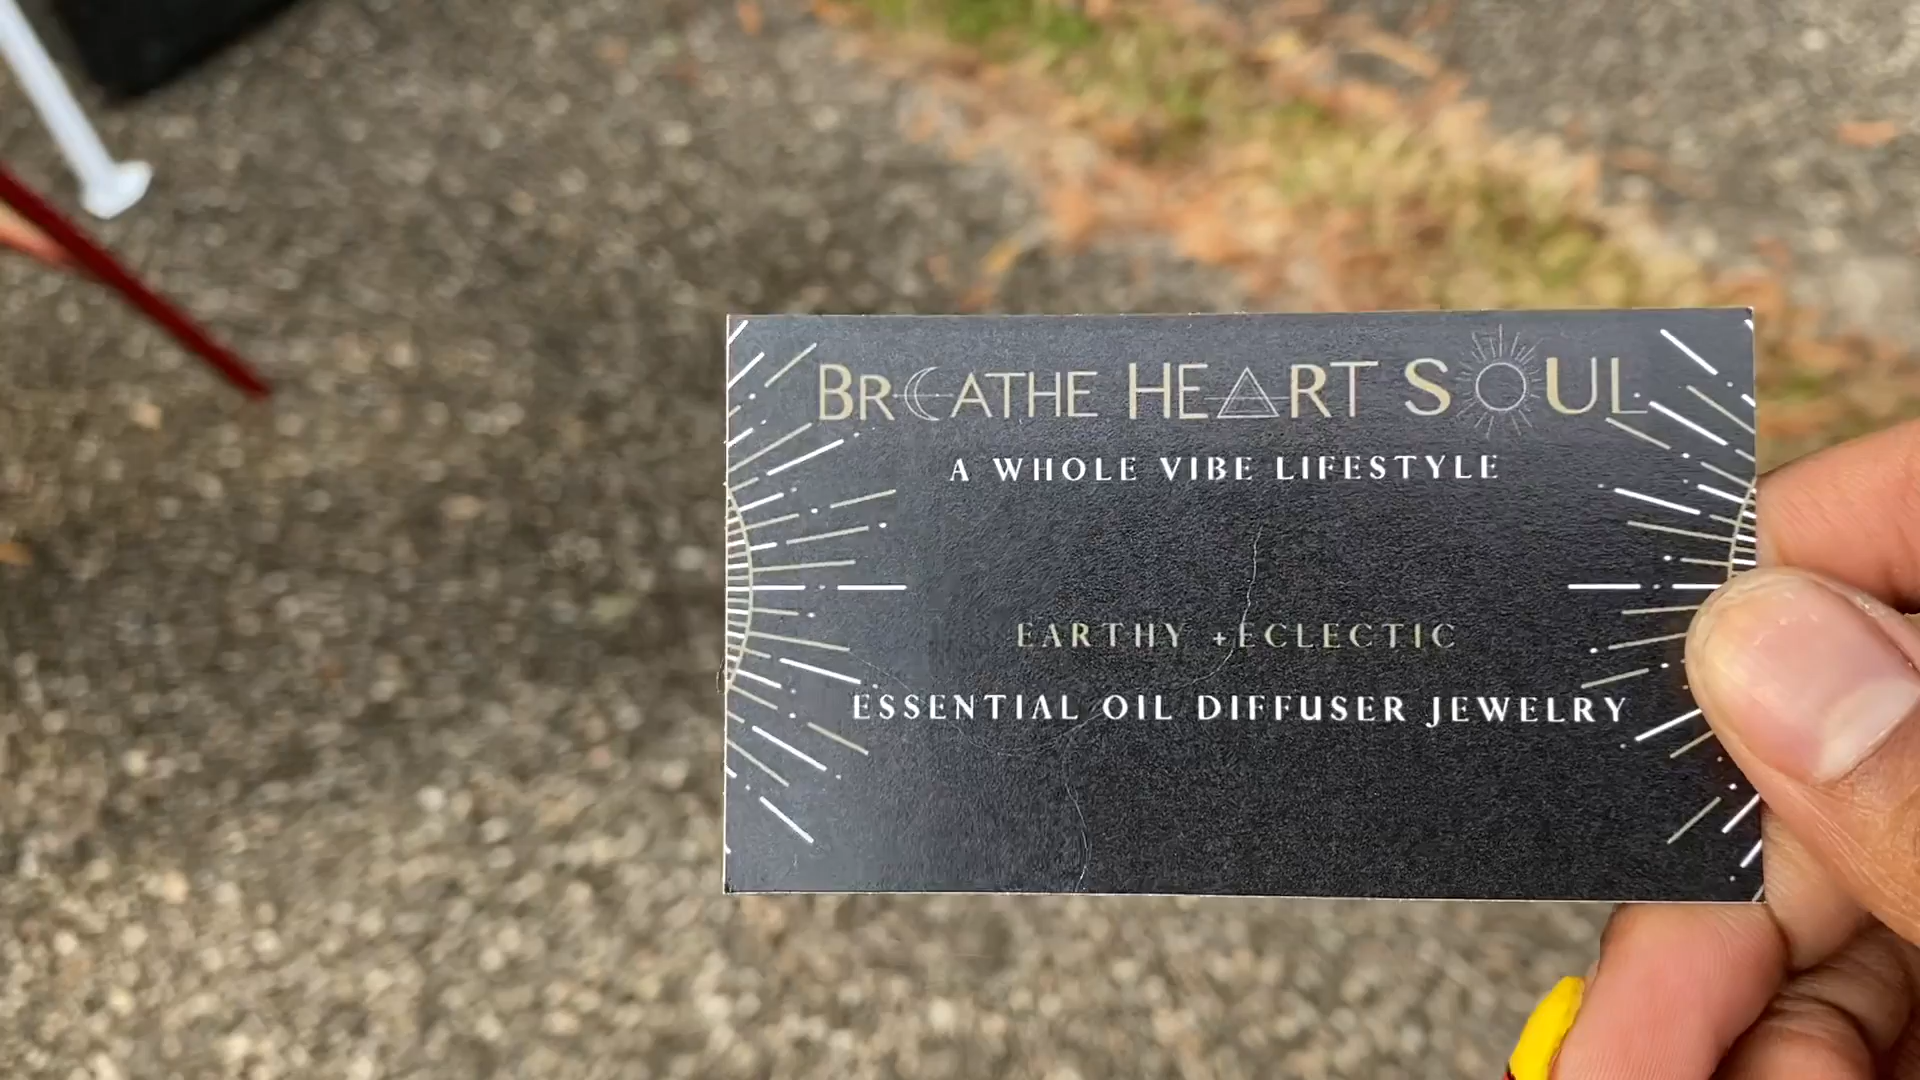 BREATHE HEART SOUL
A WHOLE VIBE LIFESTYLE
EARTHY + ECLECTIC
ESSENTIAL OIL DIFFUSER JEWELRY